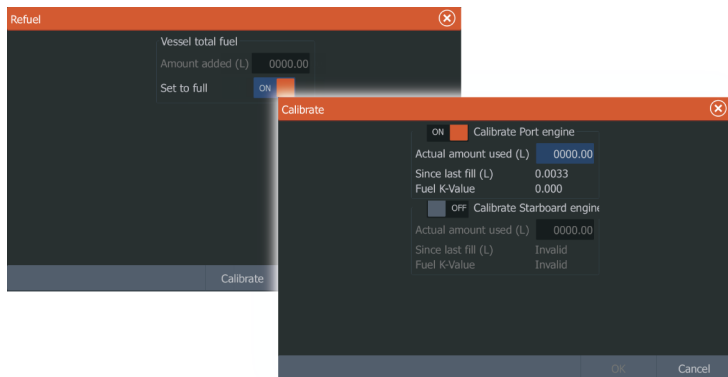 Refuel
Vessel total fuel
Amount added (L) 0000.00
Set to full ON
Calibrate
Calibrate
ON Calibrate Port engine
Actual amount used (L) 0000.00
Since last fill (L) 0.0033
Fuel K-Value 0.000
OFF Calibrate Starboard engine
Actual amount used (L) 0000.00
Since last fill (L) Invalid
Fuel K-Value Invalid
OK Cancel